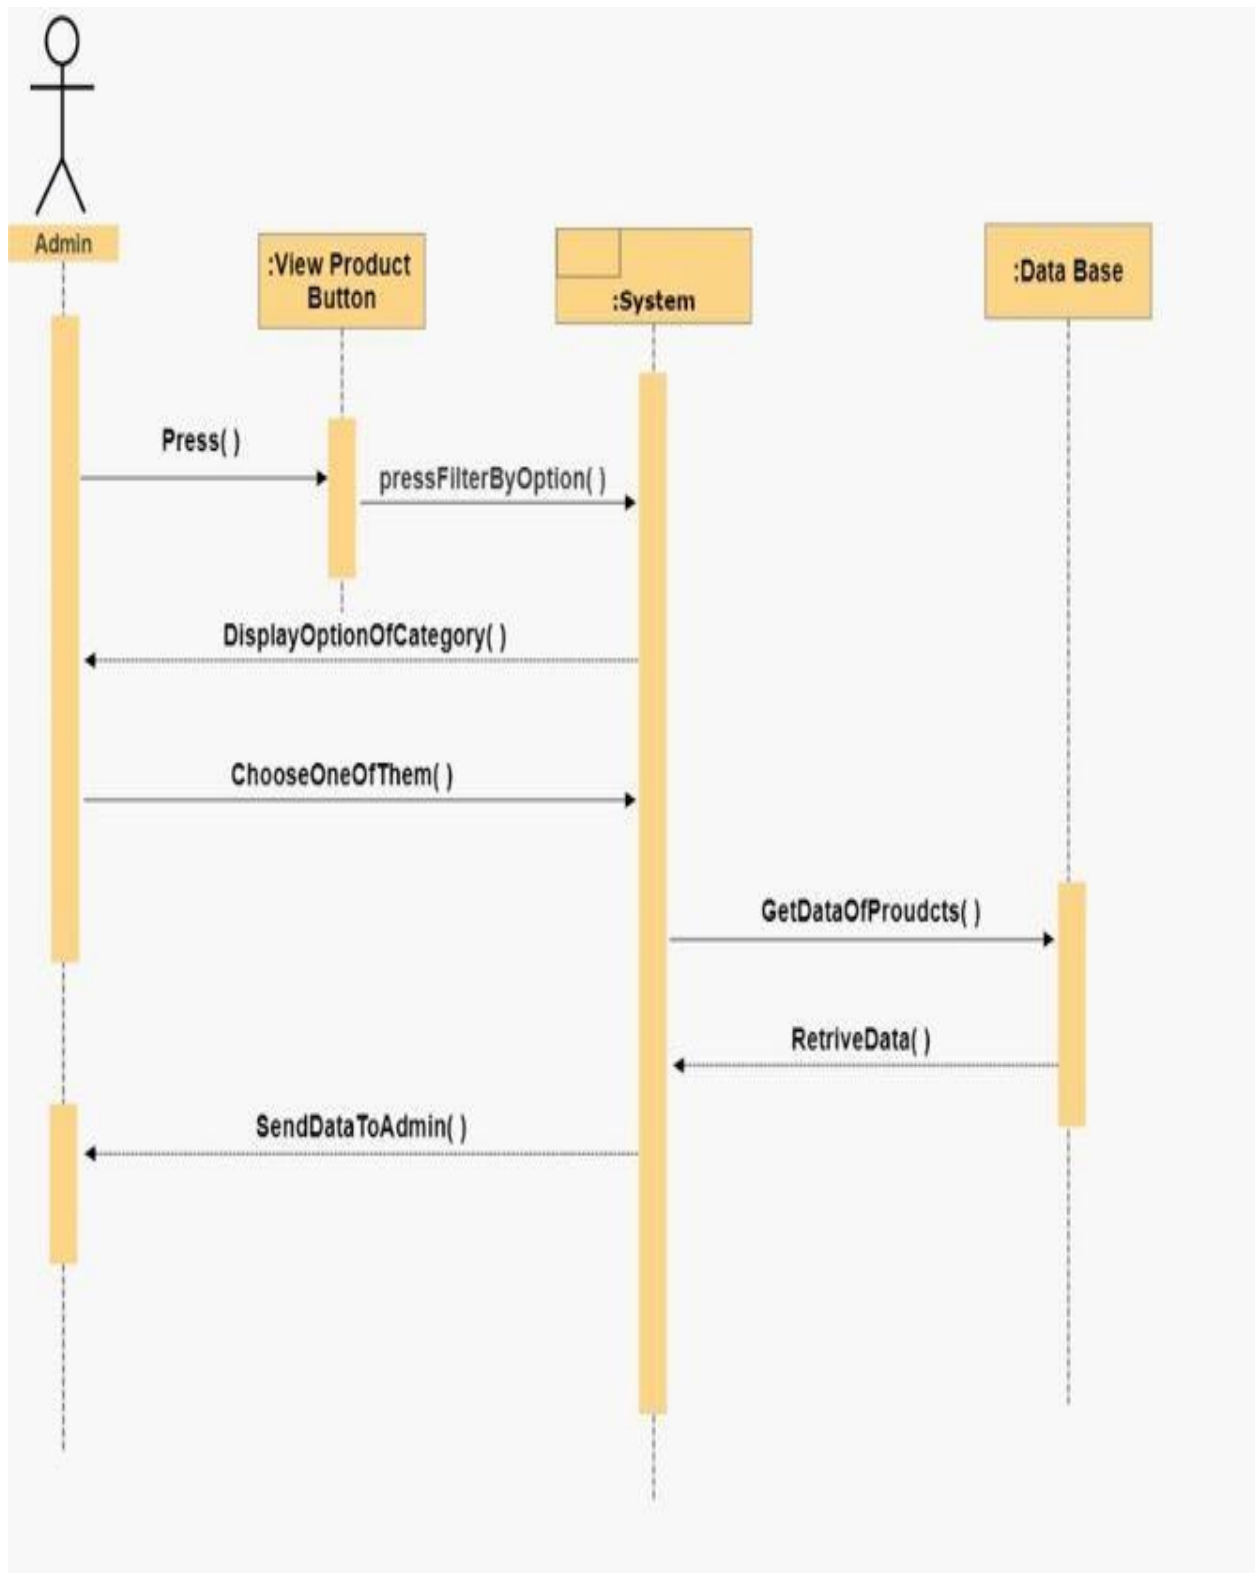 Admin
:View Product
Button
:System
:Data Base
Press( )
pressFilterByOption( )
DisplayOptionOfCategory( )
ChooseOneOfThem( )
GetDataOfProudcts( )
RetriveData( )
SendDataToAdmin( )